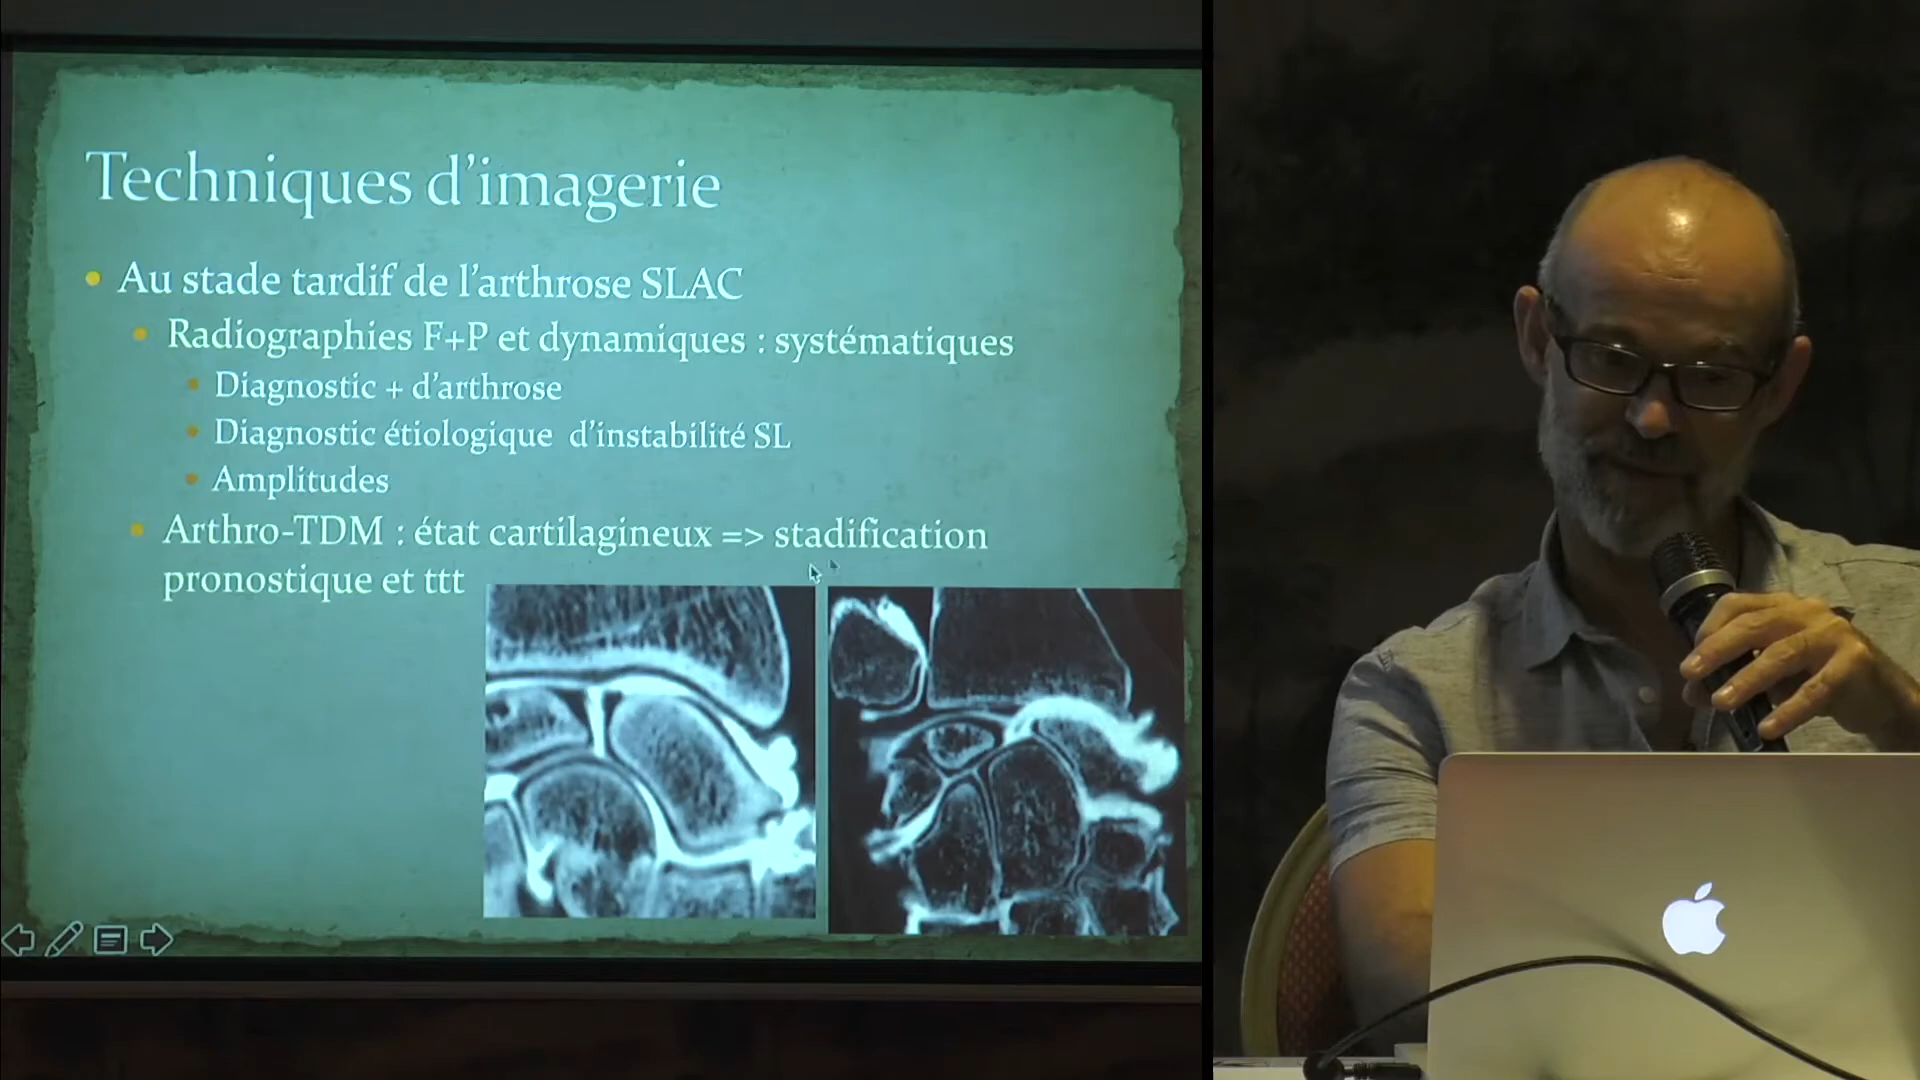 Techniques d'imagerie
Au stade tardif de l'arthrose SLAC
Radiographies F+P et dynamiques : systématiques
Diagnostic + d'arthrose
Diagnostic étiologique d'instabilité SL
Amplitudes
Arthro-TDM : état cartilagineux => stadification
pronostique et ttt